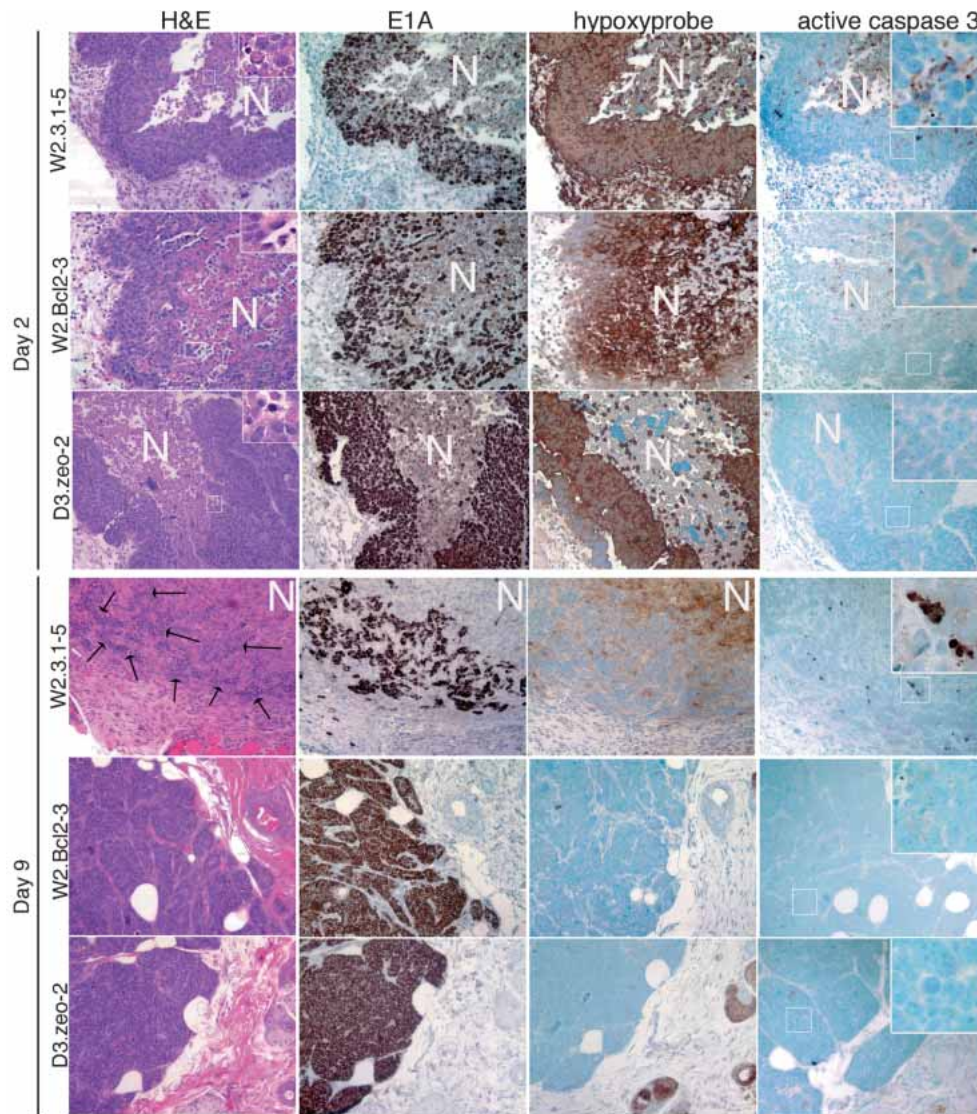 H&E E1A hypoxyprobe active caspase 3
Day 2
W2.3.1-5
N N N N
W2.Bcl2-3
N N N N
D3.zeo-2
N N N N
Day 9
W2.3.1-5
N N N
W2.Bcl2-3
D3.zeo-2